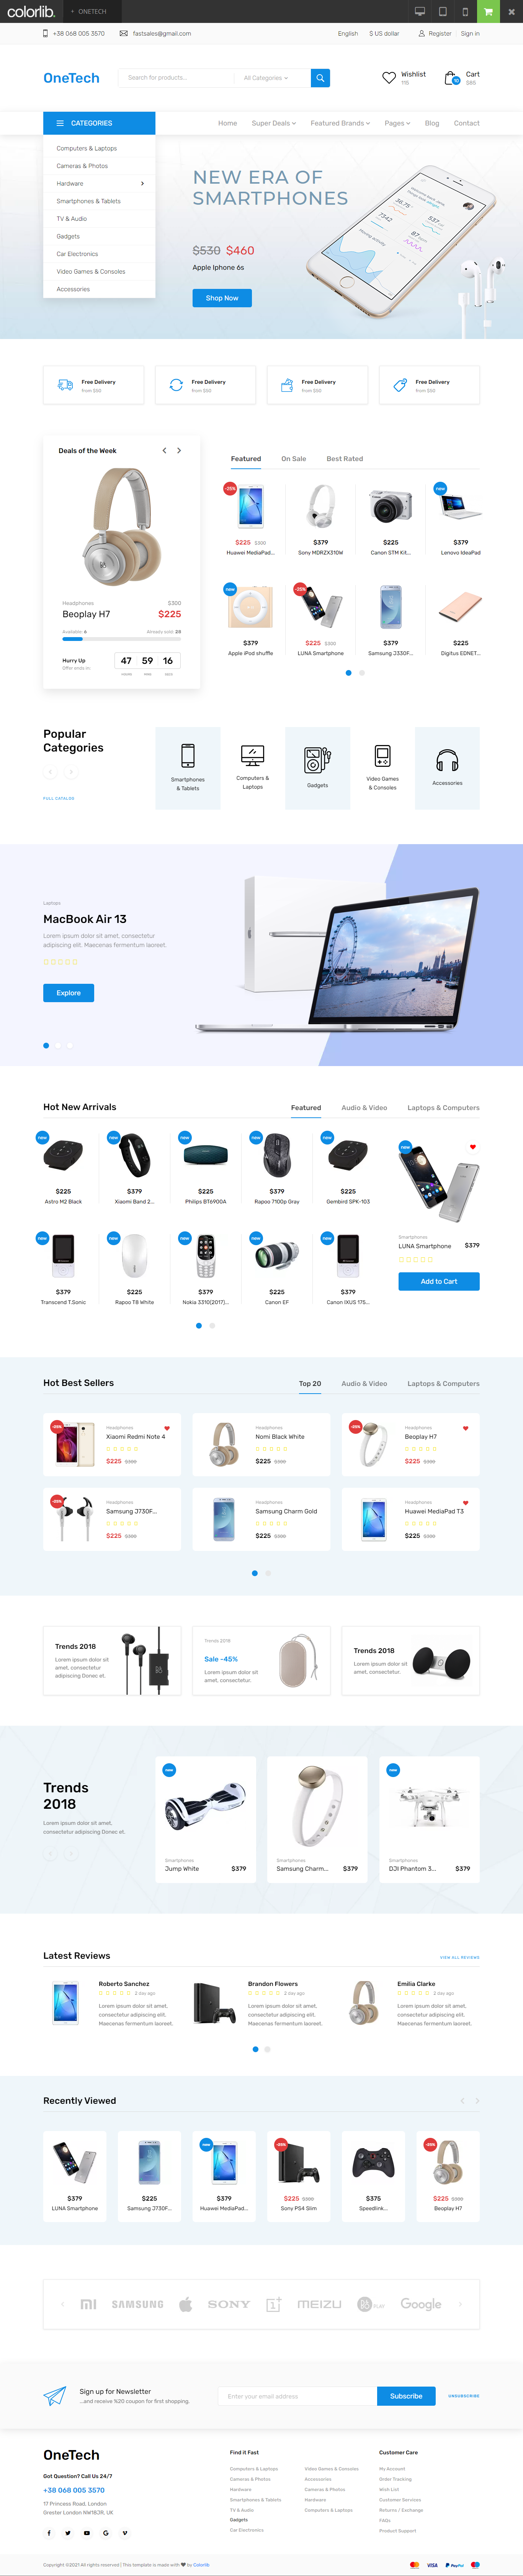 colorlib.
ONETECH
+38 068 005 3570 fastsales@gmail.com English $ US dollar Register Sign in
OneTech
Search for products...
All Categories
Wishlist
115
Cart
$85
10
CATEGORIES
Home Super Deals Featured Brands Pages Blog Contact
Computers & Laptops
Cameras & Photos
Hardware
Smartphones & Tablets
TV & Audio
Gadgets
Car Electronics
Video Games & Consoles
Accessories
NEW ERA OF
SMARTPHONES
$530 $460
Apple Iphone 6s
Shop Now
Free Delivery
from $50
Free Delivery
from $50
Free Delivery
from $50
Free Delivery
from $50
Deals of the Week
Headphones $300
Beoplay H7 $225
Available: 6 Already sold: 28
Hurry Up
Offer ends in:
47 59 16
Featured On Sale Best Rated
-25%
$225 $300
Huawei MediaPad...
$379
Sony MDRZX310W
$225
Canon STM Kit...
new
$379
Lenovo IdeaPad
new
$379
Apple iPod shuffle
-25%
$225 $300
LUNA Smartphone
$379
Samsung J330F...
$225
Digitus EDNET...
Popular
Categories
FULL CATALOG
Smartphones
& Tablets
Computers &
Laptops
Gadgets
Video Games
& Consoles
Accessories
Laptops
MacBook Air 13
Lorem ipsum dolor sit amet, consectetur
adipiscing elit. Maecenas fermentum laoreet.
Explore
Hot New Arrivals
Featured Audio & Video Laptops & Computers
new
$225
Astro M2 Black
new
$379
Xiaomi Band 2...
new
$225
Philips BT6900A
new
$379
Rapoo 7100p Gray
new
$225
Gembird SPK-103
new
$379
Transcend T.Sonic
new
$225
Rapoo T8 White
new
$379
Nokia 3310(2017)...
new
$225
Canon EF
new
$379
Canon IXUS 175...
new
Smartphones
LUNA Smartphone $379
Add to Cart
Hot Best Sellers
Top 20 Audio & Video Laptops & Computers
-25%
Headphones
Xiaomi Redmi Note 4
$225 $300
Headphones
Nomi Black White
$225 $300
-25%
Headphones
Beoplay H7
$225 $300
-25%
Headphones
Samsung J730F...
$225 $300
Headphones
Samsung Charm Gold
$225 $300
Headphones
Huawei MediaPad T3
$225 $300
Trends 2018
Lorem ipsum dolor sit
amet, consectetur
adipiscing Donec et.
Trends 2018
Sale -45%
Lorem ipsum dolor sit
amet, consectetur.
Trends 2018
Lorem ipsum dolor sit
amet, consectetur.
Trends
2018
Lorem ipsum dolor sit amet,
consectetur adipiscing Donec et.
new
Smartphones
Jump White $379
Smartphones
Samsung Charm... $379
new
Smartphones
DJI Phantom 3... $379
Latest Reviews
VIEW ALL REVIEWS
Roberto Sanchez
2 day ago
Lorem ipsum dolor sit amet,
consectetur adipiscing elit.
Maecenas fermentum laoreet.
Brandon Flowers
2 day ago
Lorem ipsum dolor sit amet,
consectetur adipiscing elit.
Maecenas fermentum laoreet.
Emilia Clarke
2 day ago
Lorem ipsum dolor sit amet,
consectetur adipiscing elit.
Maecenas fermentum laoreet.
Recently Viewed
$379
LUNA Smartphone
$225
Samsung J730F...
new
$379
Huawei MediaPad...
-25%
$225 $300
Sony PS4 Slim
$375
Speedlink...
-25%
$225 $300
Beoplay H7
SAMSUNG SONY MEIZU B&O PLAY Google
Sign up for Newsletter
...and receive %20 coupon for first shopping.
Enter your email address
Subscribe
UNSUBSCRIBE
OneTech
Got Question? Call Us 24/7
+38 068 005 3570
17 Princess Road, London
Grester London NW18JR, UK
Find it Fast
Computers & Laptops
Cameras & Photos
Hardware
Smartphones & Tablets
TV & Audio
Gadgets
Car Electronics
Video Games & Consoles
Accessories
Cameras & Photos
Hardware
Computers & Laptops
Customer Care
My Account
Order Tracking
Wish List
Customer Services
Returns / Exchange
FAQs
Product Support
Copyright ©2021 All rights reserved | This template is made with by Colorlib
VISA PayPal